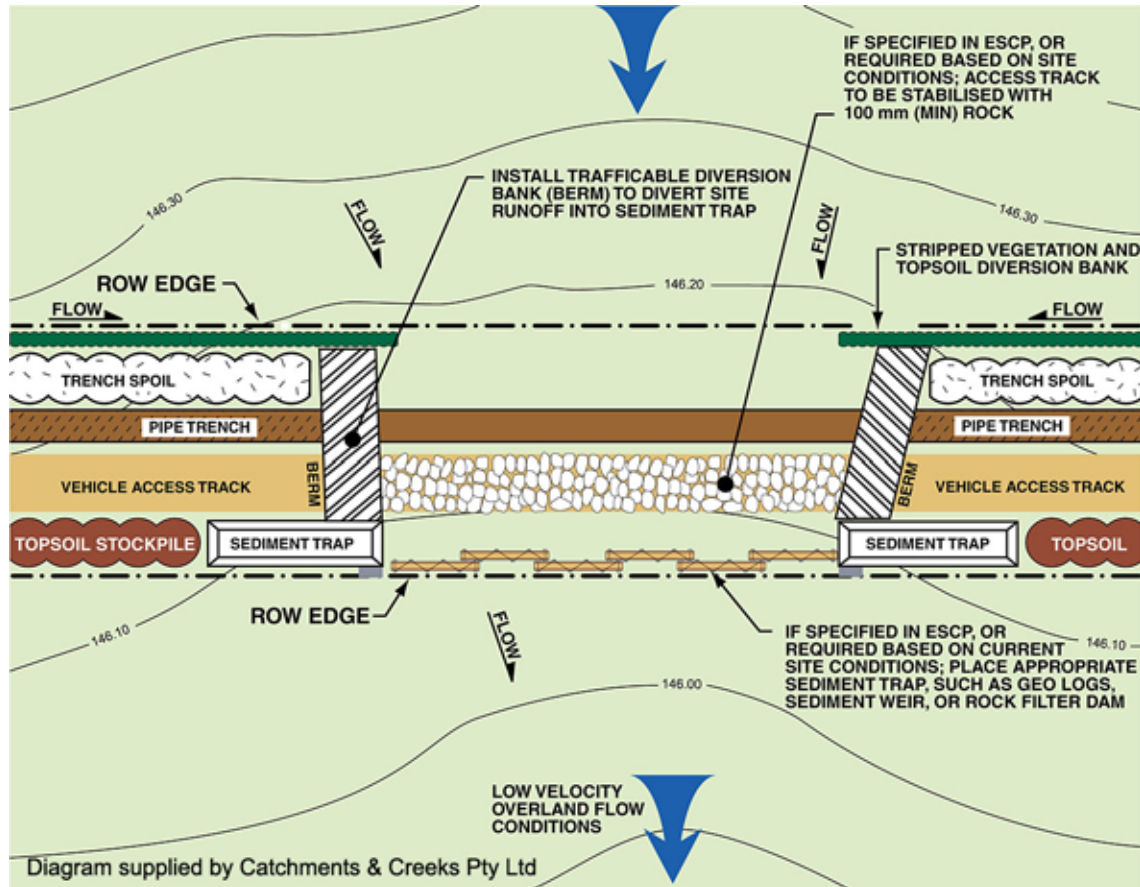 IF SPECIFIED IN ESCP, OR
REQUIRED BASED ON SITE
CONDITIONS; ACCESS TRACK
TO BE STABILISED WITH
100 mm (MIN) ROCK
INSTALL TRAFFICABLE DIVERSION
BANK (BERM) TO DIVERT SITE
RUNOFF INTO SEDIMENT TRAP
146.30
FLOW
FLOW
146.30
STRIPPED VEGETATION AND
TOPSOIL DIVERSION BANK
ROW EDGE
146.20
FLOW
FLOW
TRENCH SPOIL
TRENCH SPOIL
PIPE TRENCH
PIPE TRENCH
VEHICLE ACCESS TRACK
BERM
BERM
VEHICLE ACCESS TRACK
TOPSOIL STOCKPILE
SEDIMENT TRAP
SEDIMENT TRAP
TOPSOIL
ROW EDGE
FLOW
146.10
146.10
IF SPECIFIED IN ESCP, OR
REQUIRED BASED ON CURRENT
SITE CONDITIONS; PLACE APPROPRIATE
SEDIMENT TRAP, SUCH AS GEO LOGS,
SEDIMENT WEIR, OR ROCK FILTER DAM
146.00
LOW VELOCITY
OVERLAND FLOW
CONDITIONS
Diagram supplied by Catchments & Creeks Pty Ltd